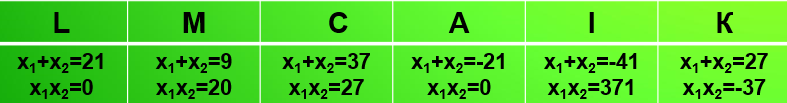 L M C A I K
x₁+x₂=21 x₁+x₂=9 x₁+x₂=37 x₁+x₂=-21 x₁+x₂=-41 x₁+x₂=27
x₁x₂=0 x₁x₂=20 x₁x₂=27 x₁x₂=0 x₁x₂=371 x₁x₂=-37